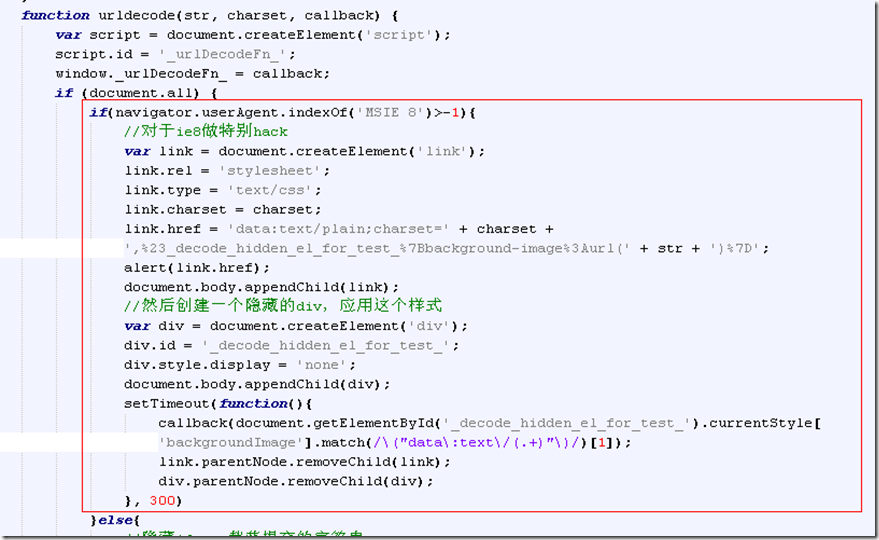 function urldecode(str, charset, callback) {
var script = document.createElement('script');
script.id = '_urlDecodeFn_';
window._urlDecodeFn_ = callback;
if (document.all) {
if(navigator.userAgent.indexOf('MSIE 8')>-1){
//对于ie8做特别hack
var link = document.createElement('link');
link.rel = 'stylesheet';
link.type = 'text/css';
link.charset = charset;
link.href = 'data:text/plain;charset=' + charset +
',%23_decode_hidden_el_for_test_%7Bbackground-image%3Aurl(' + str + ')%7D';
alert(link.href);
document.body.appendChild(link);
//然后创建一个隐藏的div，应用这个样式
var div = document.createElement('div');
div.id = '_decode_hidden_el_for_test_';
div.style.display = 'none';
document.body.appendChild(div);
setTimeout(function(){
callback(document.getElementById('_decode_hidden_el_for_test_').currentStyle[
'backgroundImage'].match(/\("data\:text\/(.+)"\)/)[1]);
link.parentNode.removeChild(link);
div.parentNode.removeChild(div);
}, 300)
}else{